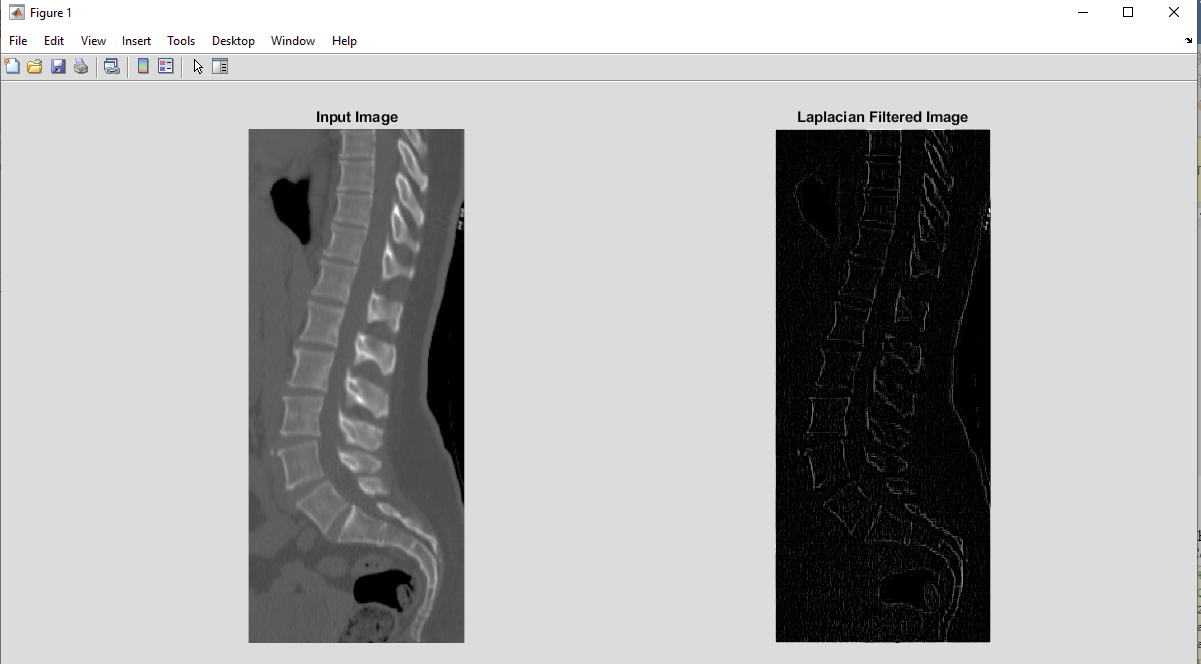 Figure 1
File Edit View Insert Tools Desktop Window Help
Input Image
Laplacian Filtered Image